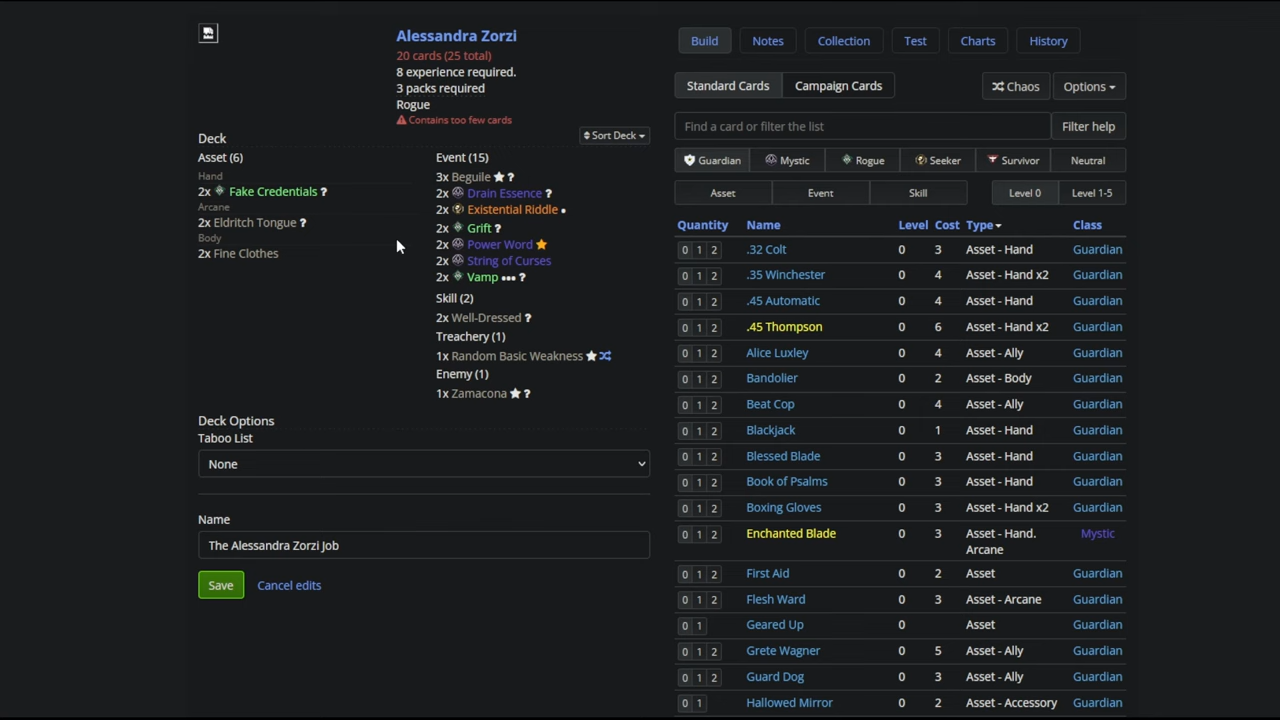 Alessandra Zorzi
20 cards (25 total)
8 experience required.
3 packs required
Rogue
Contains too few cards
Sort Deck
Deck
Asset (6)
Hand
2x Fake Credentials ?
Arcane
2x Eldritch Tongue ?
Body
2x Fine Clothes
Event (15)
3x Beguile ★ ?
2x Drain Essence ?
2x Existential Riddle •
2x Grift ?
2x Power Word ★
2x String of Curses
2x Vamp ••• ?
Skill (2)
2x Well-Dressed ?
Treachery (1)
1x Random Basic Weakness ★
Enemy (1)
1x Zamacona ★ ?
Deck Options
Taboo List
None
Name
The Alessandra Zorzi Job
Save Cancel edits
Build Notes Collection Test Charts History
Standard Cards Campaign Cards Chaos Options
Find a card or filter the list Filter help
Guardian Mystic Rogue Seeker Survivor Neutral
Asset Event Skill Level 0 Level 1-5
Quantity Name Level Cost Type Class
0 1 2 .32 Colt 0 3 Asset - Hand Guardian
0 1 2 .35 Winchester 0 4 Asset - Hand x2 Guardian
0 1 2 .45 Automatic 0 4 Asset - Hand Guardian
0 1 2 .45 Thompson 0 6 Asset - Hand x2 Guardian
0 1 2 Alice Luxley 0 4 Asset - Ally Guardian
0 1 2 Bandolier 0 2 Asset - Body Guardian
0 1 2 Beat Cop 0 4 Asset - Ally Guardian
0 1 2 Blackjack 0 1 Asset - Hand Guardian
0 1 2 Blessed Blade 0 3 Asset - Hand Guardian
0 1 2 Book of Psalms 0 3 Asset - Hand Guardian
0 1 2 Boxing Gloves 0 3 Asset - Hand x2 Guardian
0 1 2 Enchanted Blade 0 3 Asset - Hand. Mystic
Arcane
0 1 2 First Aid 0 2 Asset Guardian
0 1 2 Flesh Ward 0 3 Asset - Arcane Guardian
0 1 Geared Up 0 Asset Guardian
0 1 2 Grete Wagner 0 5 Asset - Ally Guardian
0 1 2 Guard Dog 0 3 Asset - Ally Guardian
0 1 Hallowed Mirror 0 2 Asset - Accessory Guardian